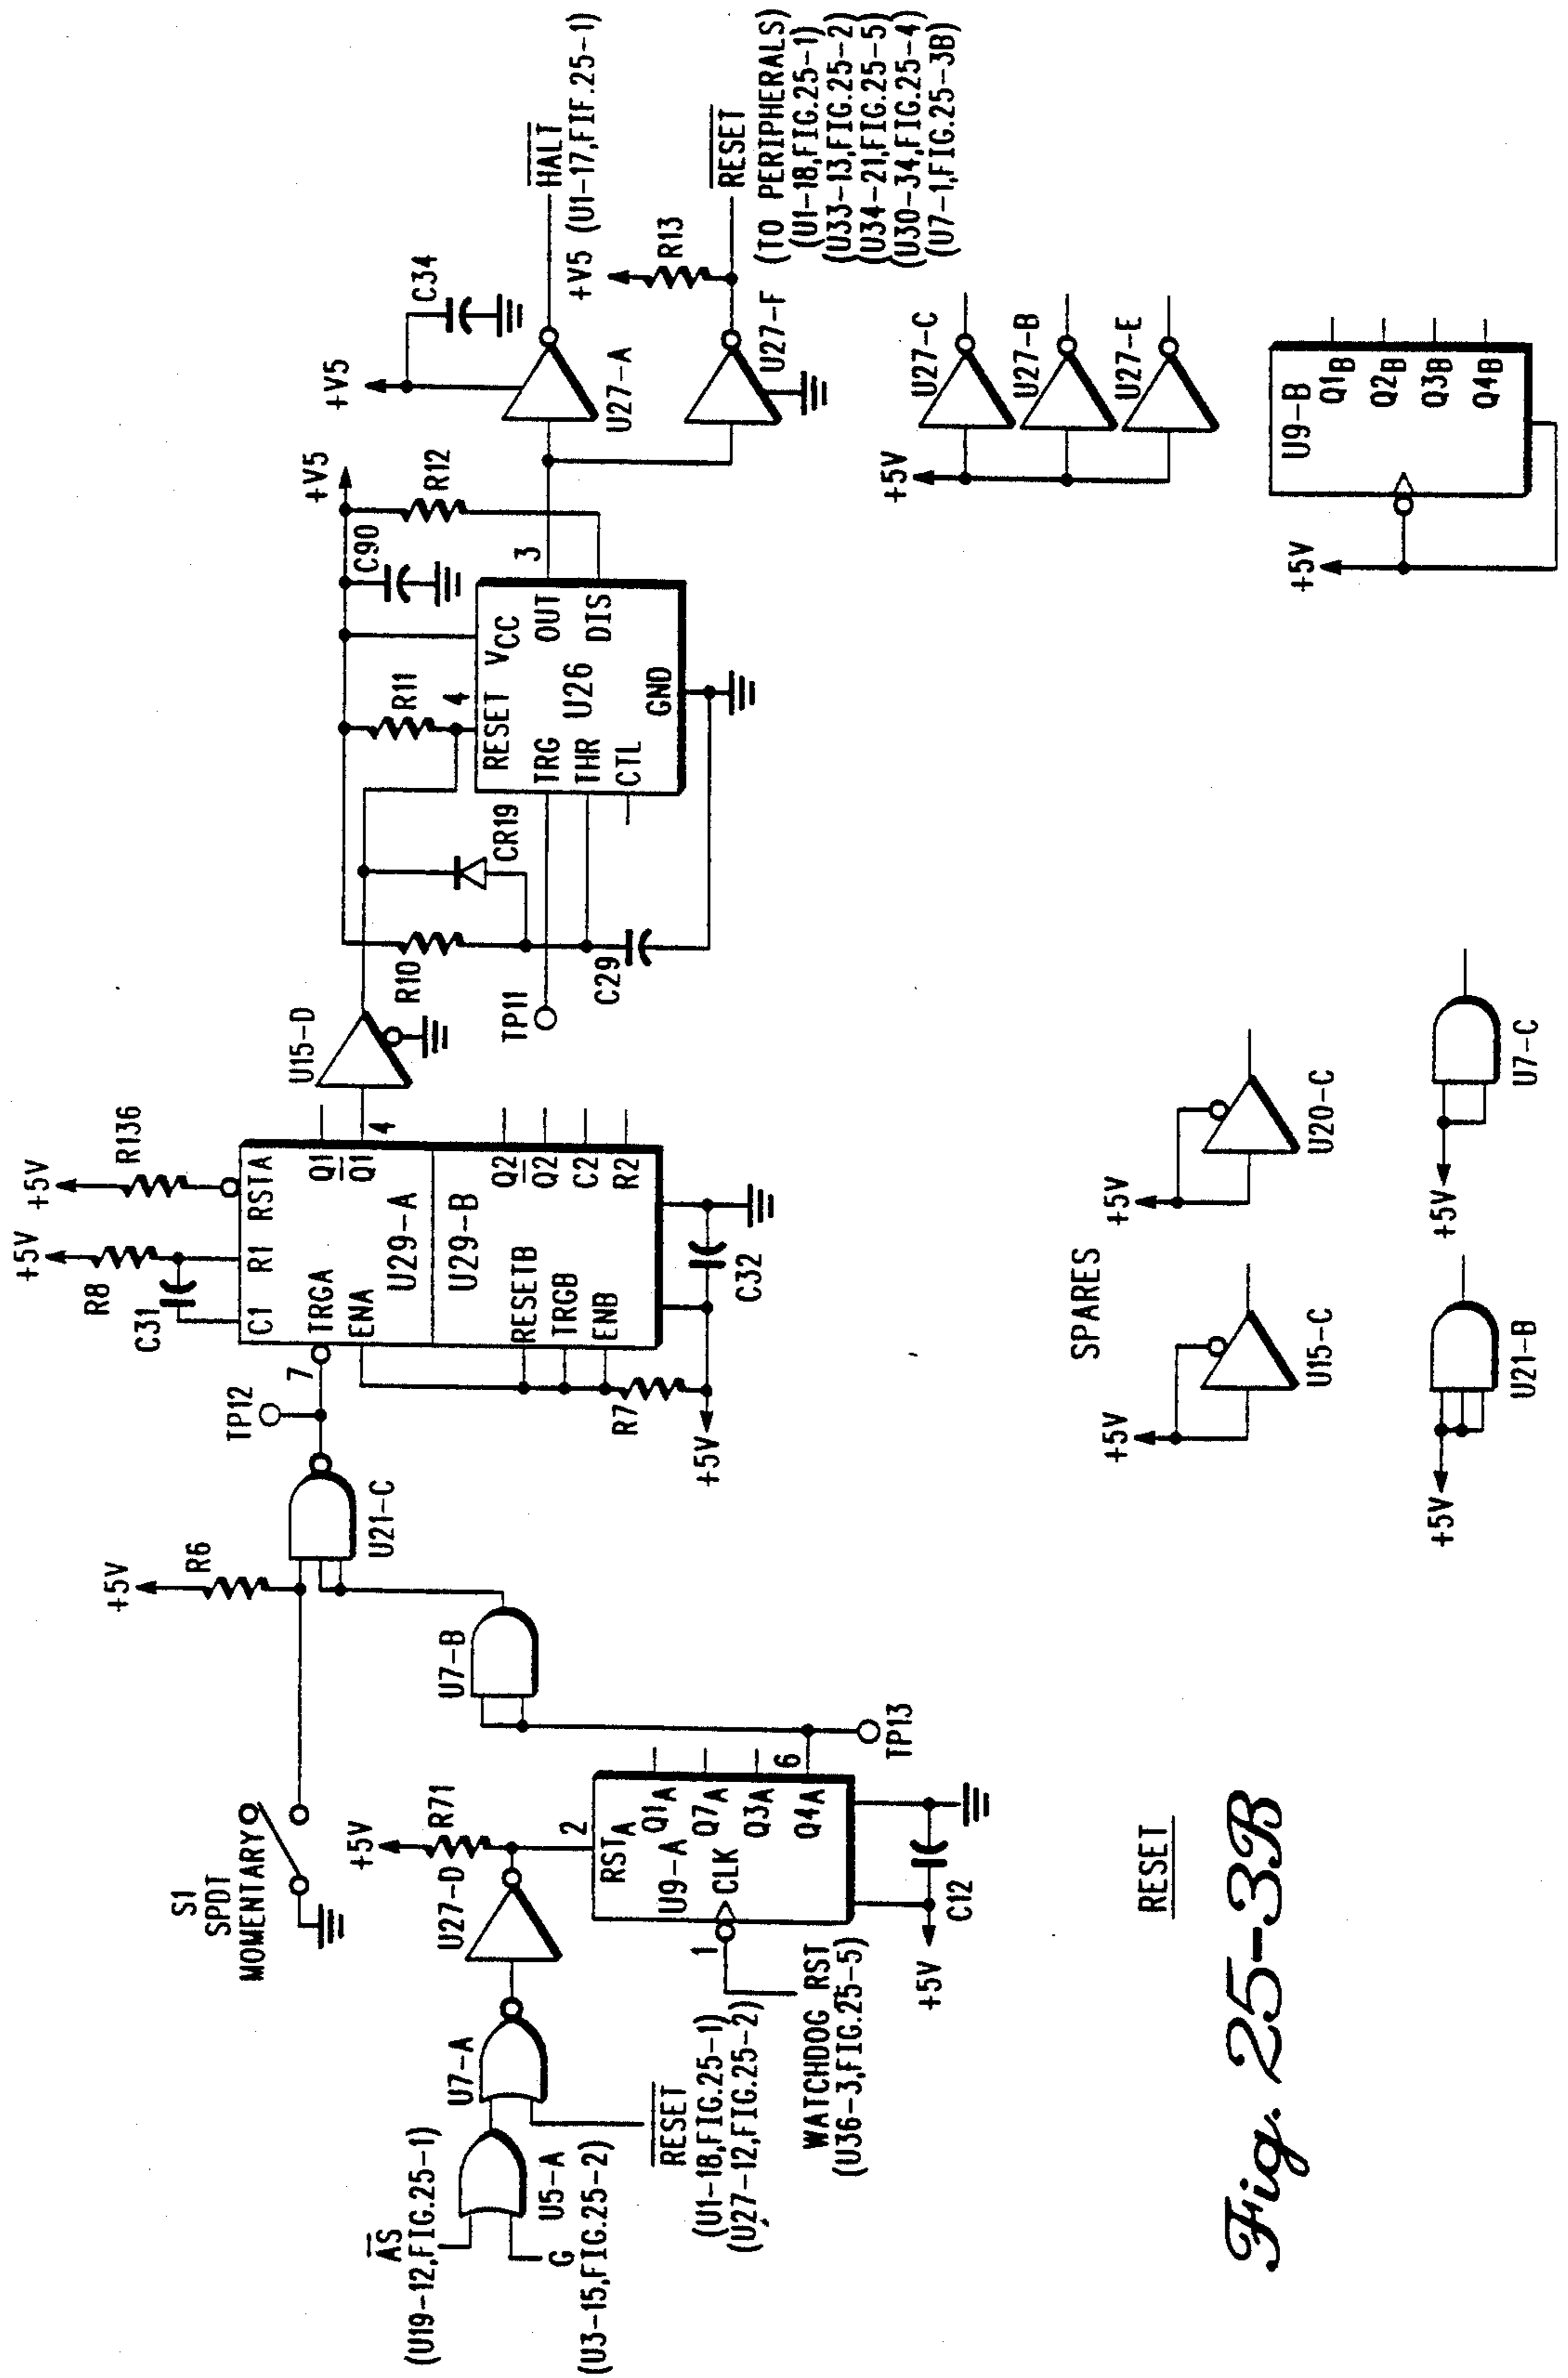 S1
SPDT
MOMENTARY
+5V
R6
U21-C
TP12
7
+5V
R8
C31
+5V
R136
C1
R1
RSTA
TRGA
ENA
Q1
Q1
4
U29-A
U29-B
RESETB
TRGB
ENB
Q2
Q2
C2
R2
R7
+5V
C32
U15-D
R10
TP11
C29
CR19
R11
4
RESET
VCC
TRG
U26
OUT
THR
DIS
CTL
GND
3
C90
R12
+V5
+V5
C34
U27-A
HALT
(U1-17,FIF.25-1)
+V5
R13
U27-F
RESET
(TO PERIPHERALS)
(U1-18,FIG.25-1)
(U33-13,FIG.25-2)
(U34-21,FIG.25-5)
(U30-34,FIG.25-4)
(U7-1,FIG.25-3B)
AS
(U19-12,FIG.25-1)
G
(U3-15,FIG.25-2)
U5-A
U7-A
RESET
(U1-18,FIG.25-1)
(U27-12,FIG.25-2)
U27-D
+5V
R71
2
RSTA
U9-A
CLK
1
WATCHDOG RST
(U36-3,FIG.25-5)
Q1A
Q7A
Q3A
Q4A
6
+5V
C12
TP13
U7-B
SPARES
+5V
U15-C
+5V
U20-C
+5V
U21-B
+5V
U7-C
+5V
U27-C
U27-B
U27-E
+5V
U9-B
Q1B
Q2B
Q3B
Q4B
RESET
Fig. 25-3B